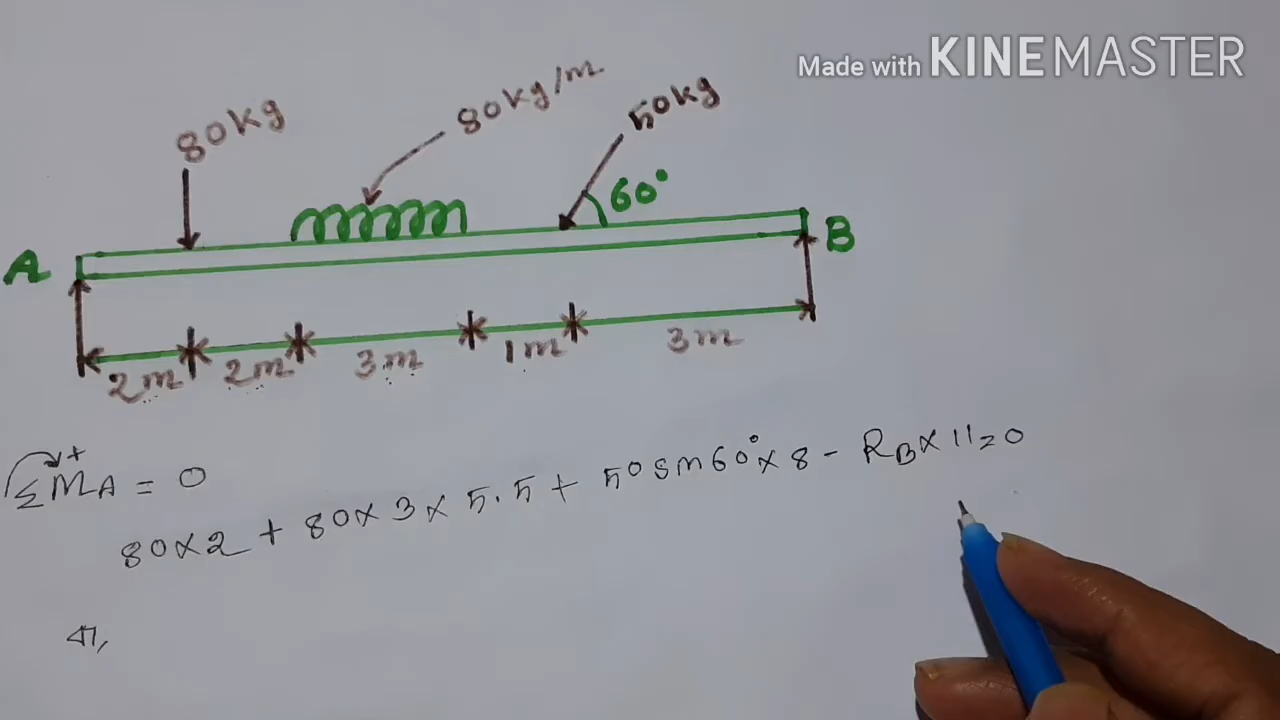 Made with KINEMASTER
80kg
80kg/m
50kg
60°
A
B
2m 2m 3m 1m 3m
+
ΣMA = 0
80×2 + 80×3×5.5 + 50sin60°×8 - RB×11=0
বা,